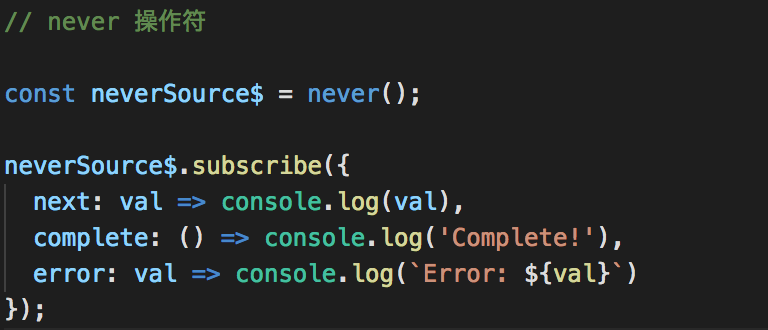 // never 操作符
const neverSource$ = never();
neverSource$.subscribe({
  next: val => console.log(val),
  complete: () => console.log('Complete!'),
  error: val => console.log(`Error: ${val}`)
});